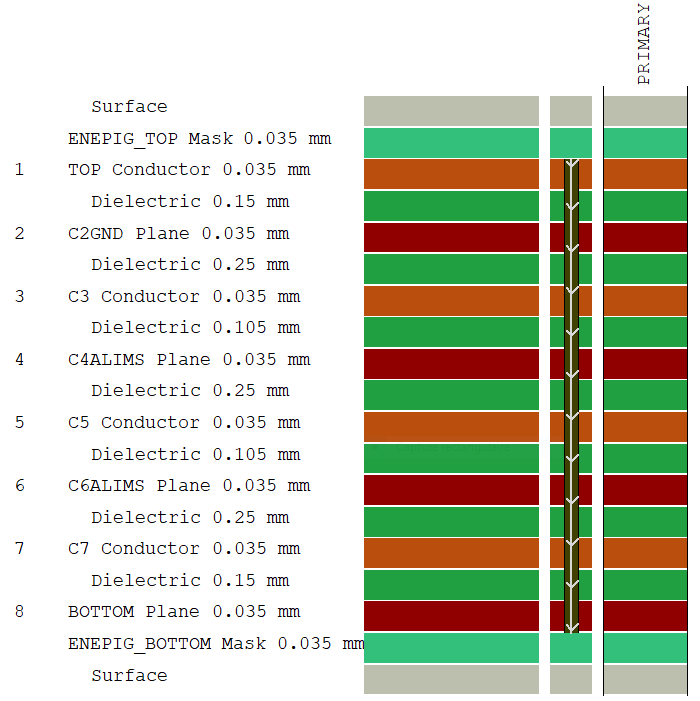 PRIMARY
Surface
ENEPIG_TOP Mask 0.035 mm
1 TOP Conductor 0.035 mm
Dielectric 0.15 mm
2 C2GND Plane 0.035 mm
Dielectric 0.25 mm
3 C3 Conductor 0.035 mm
Dielectric 0.105 mm
4 C4ALIMS Plane 0.035 mm
Dielectric 0.25 mm
5 C5 Conductor 0.035 mm
Dielectric 0.105 mm
6 C6ALIMS Plane 0.035 mm
Dielectric 0.25 mm
7 C7 Conductor 0.035 mm
Dielectric 0.15 mm
8 BOTTOM Plane 0.035 mm
ENEPIG_BOTTOM Mask 0.035 mm
Surface